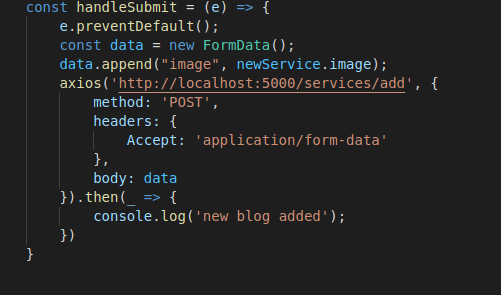 const handleSubmit = (e) => {
e.preventDefault();
const data = new FormData();
data.append("image", newService.image);
axios('http://localhost:5000/services/add', {
method: 'POST',
headers: {
Accept: 'application/form-data'
},
body: data
}).then(_ => {
console.log('new blog added');
})
}